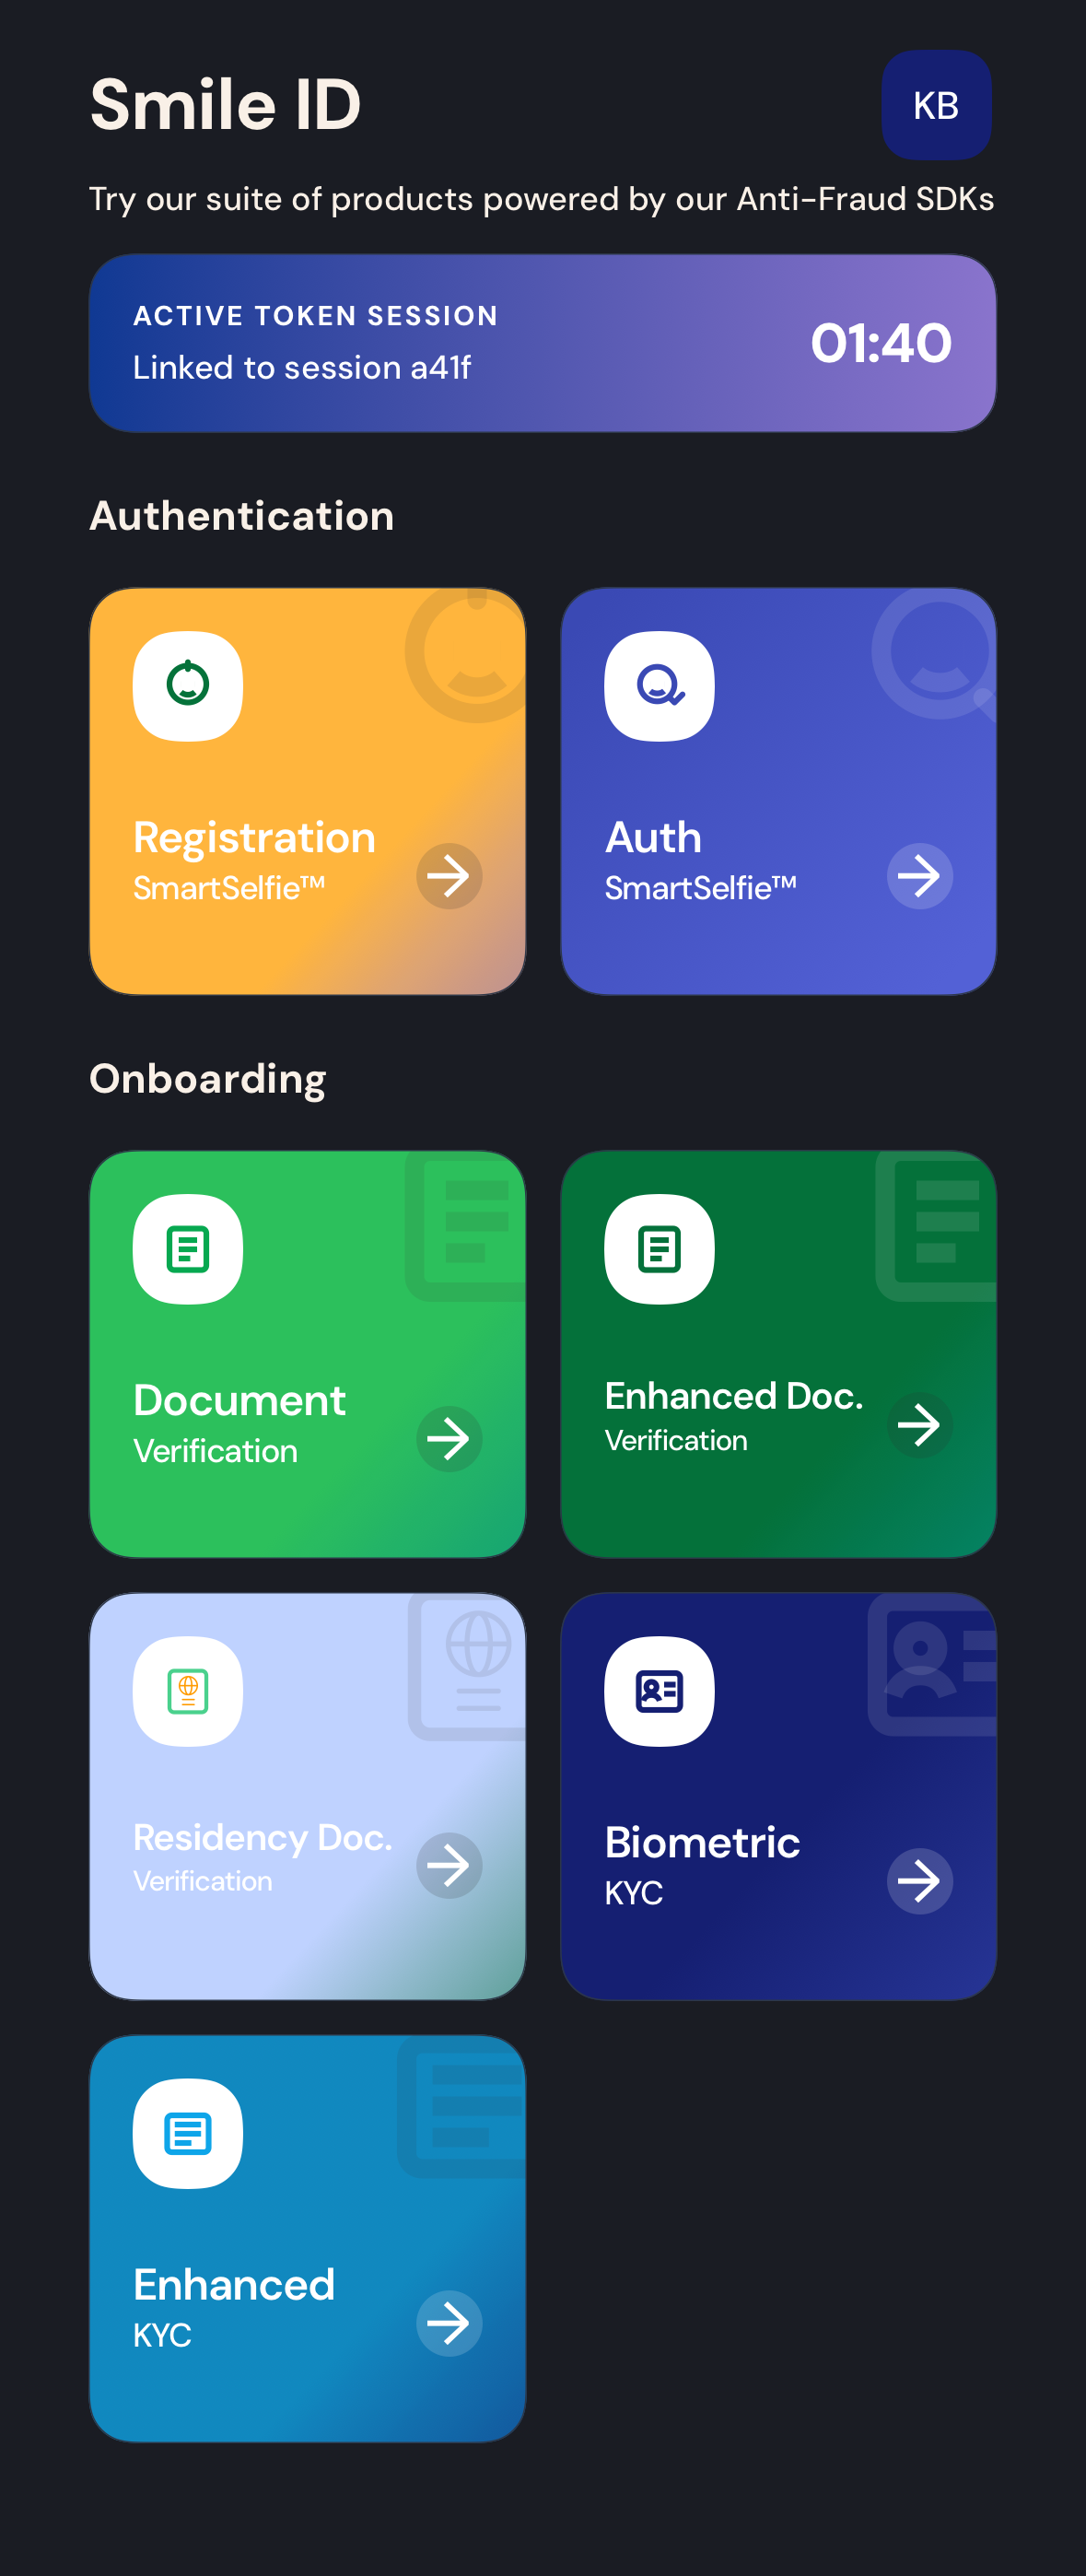 Smile ID
KB
Try our suite of products powered by our Anti-Fraud SDKs
ACTIVE TOKEN SESSION
Linked to session a41f
01:40
Authentication
Registration
SmartSelfie™
Auth
SmartSelfie™
Onboarding
Document
Verification
Enhanced Doc.
Verification
Residency Doc.
Verification
Biometric
KYC
Enhanced
KYC